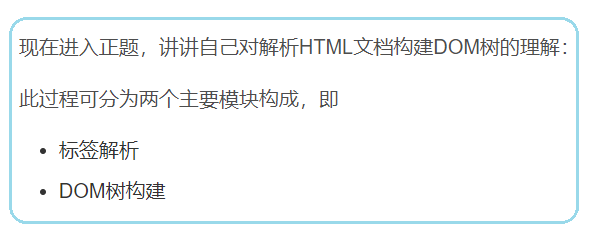 现在进入正题，讲讲自己对解析HTML文档构建DOM树的理解：
此过程可分为两个主要模块构成，即
• 标签解析
• DOM树构建